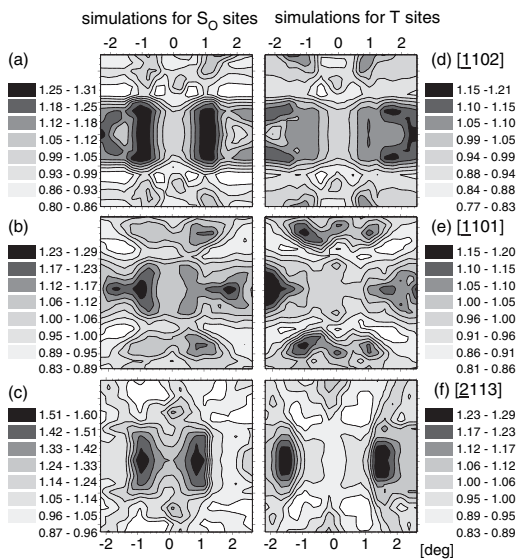 simulations for S_O sites
simulations for T sites
-2 -1 0 1 2
-2 -1 0 1 2
(a)
1.25 - 1.31
1.18 - 1.25
1.12 - 1.18
1.05 - 1.12
0.99 - 1.05
0.93 - 0.99
0.86 - 0.93
0.80 - 0.86
(d) [1102]
1.15 -1.21
1.10 - 1.15
1.05 - 1.10
0.99 - 1.05
0.94 - 0.99
0.88 - 0.94
0.84 - 0.88
0.77 - 0.83
(b)
1.23 - 1.29
1.17 - 1.23
1.12 - 1.17
1.06 - 1.12
1.00 - 1.06
0.95 - 1.00
0.89 - 0.95
0.83 - 0.89
(e) [1101]
1.15 - 1.20
1.10 - 1.15
1.05 - 1.10
1.00 - 1.05
0.96 - 1.00
0.91 - 0.96
0.86 - 0.91
0.81 - 0.86
(c)
1.51 - 1.60
1.42 - 1.51
1.33 - 1.42
1.24 - 1.33
1.14 - 1.24
1.05 - 1.14
0.96 - 1.05
0.87 - 0.96
(f) [2113]
1.23 - 1.29
1.17 - 1.23
1.12 - 1.17
1.06 - 1.12
1.00 - 1.06
0.95 - 1.00
0.89 - 0.95
0.83 - 0.89
-2 -1 0 1 2
-2 -1 0 1 2
[deg]